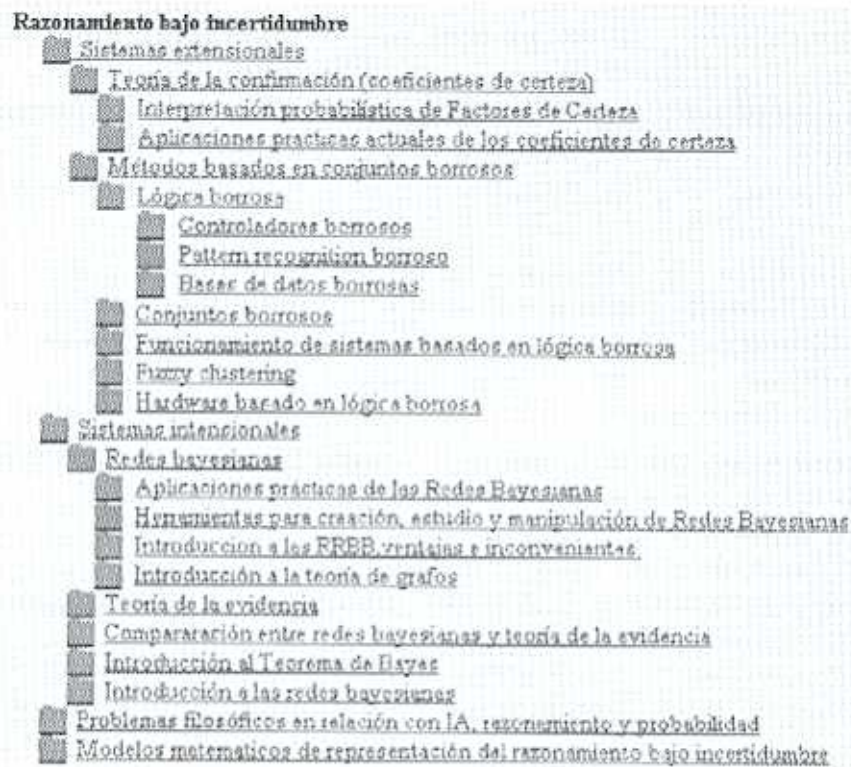 Razonamiento bajo incertidumbre
Sistemas extensionales
Teoría de la confirmación (coeficientes de certeza)
Interpretación probabilística de Factores de Certeza
Aplicaciones practicas actuales de los coeficientes de certeza
Métodos basados en conjuntos borrosos
Lógica borrosa
Controladores borrosos
Pattern recognition borroso
Bases de datos borrosas
Conjuntos borrosos
Funcionamiento de sistemas basados en lógica borrosa
Fuzzy clustering
Hardware basado en lógica borrosa
Sistemas intensionales
Redes bayesianas
Aplicaciones prácticas de las Redes Bayesianas
Herramientas para creación, estudio y manipulación de Redes Bayesianas
Introduccion a las RRBB,ventajas e inconvenientes.
Introducción a la teoría de grafos
Teoría de la evidencia
Compararación entre redes bayesianas y teoría de la evidencia
Introducción al Teorema de Bayes
Introducción a las redes bayesianas
Problemas filosóficos en relación con IA, razonamiento y probabilidad
Modelos matematicos de representación del razonamiento bajo incertidumbre